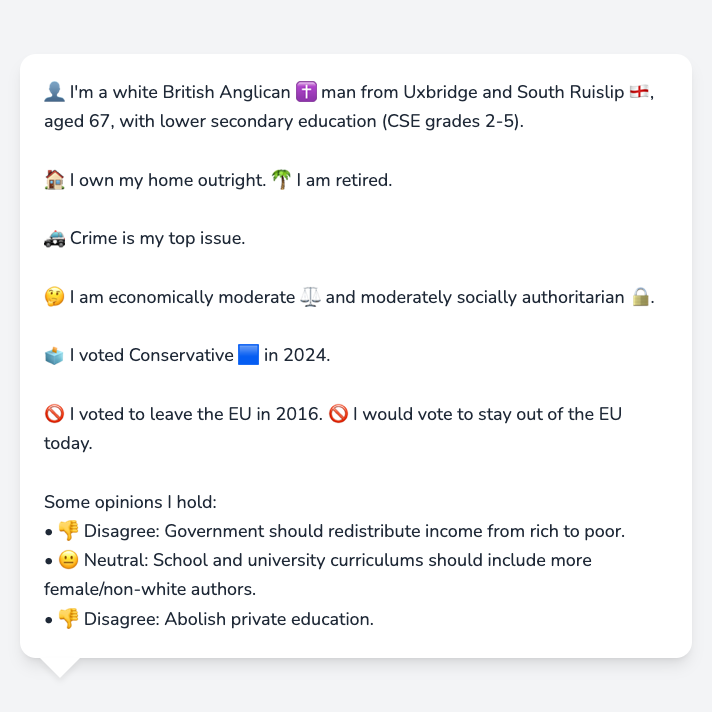 👤 I'm a white British Anglican ✝️ man from Uxbridge and South Ruislip 🏴󠁧󠁢󠁥󠁮󠁧󠁿,
aged 67, with lower secondary education (CSE grades 2-5).
🏠 I own my home outright. 🌴 I am retired.
🚓 Crime is my top issue.
🤔 I am economically moderate ⚖️ and moderately socially authoritarian 🔒.
🗳️ I voted Conservative 🟦 in 2024.
🚫 I voted to leave the EU in 2016. 🚫 I would vote to stay out of the EU
today.
Some opinions I hold:
• 👎 Disagree: Government should redistribute income from rich to poor.
• 😐 Neutral: School and university curriculums should include more
female/non-white authors.
• 👎 Disagree: Abolish private education.